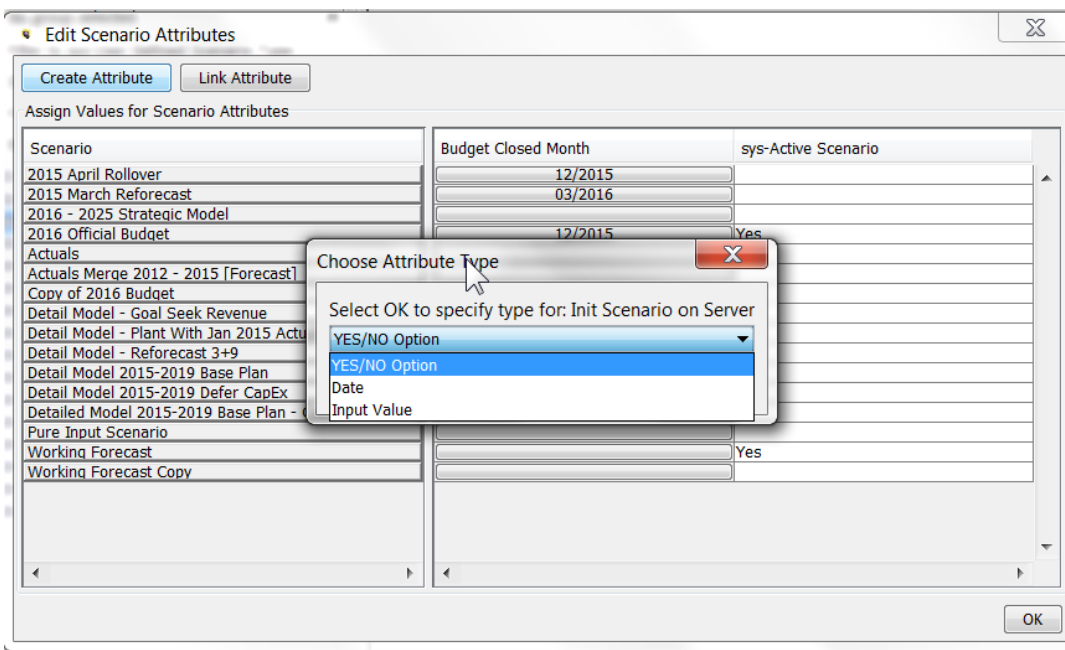 Edit Scenario Attributes
Create Attribute Link Attribute
Assign Values for Scenario Attributes
Scenario Budget Closed Month sys-Active Scenario
2015 April Rollover 12/2015
2015 March Reforecast 03/2016
2016 - 2025 Strategic Model
2016 Official Budget 12/2015 Yes
Actuals
Actuals Merge 2012 - 2015 [Forecast]
Copy of 2016 Budget
Detail Model - Goal Seek Revenue
Detail Model - Plant With Jan 2015 Actu
Detail Model - Reforecast 3+9
Detail Model 2015-2019 Base Plan
Detail Model 2015-2019 Defer CapEx
Detailed Model 2015-2019 Base Plan -
Pure Input Scenario
Working Forecast Yes
Working Forecast Copy
Choose Attribute Type
Select OK to specify type for: Init Scenario on Server
YES/NO Option
YES/NO Option
Date
Input Value
OK